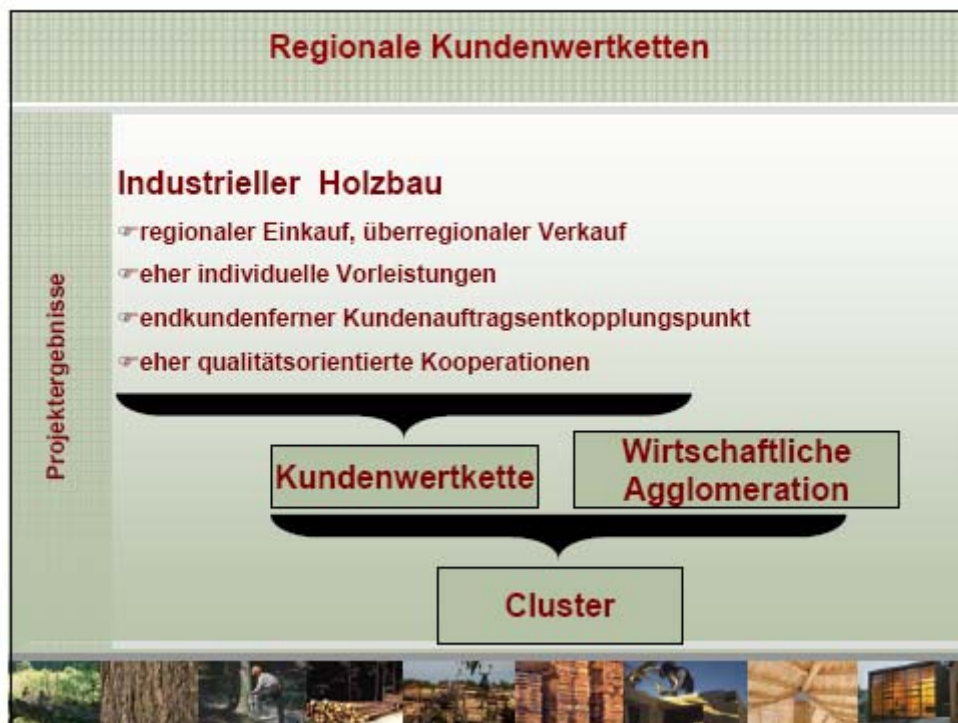 Regionale Kundenwertketten
Projektergebnisse
Industrieller Holzbau
☞regionaler Einkauf, überregionaler Verkauf
☞eher individuelle Vorleistungen
☞endkundenferner Kundenauftragsentkopplungspunkt
☞eher qualitätsorientierte Kooperationen
Kundenwertkette
Wirtschaftliche
Agglomeration
Cluster